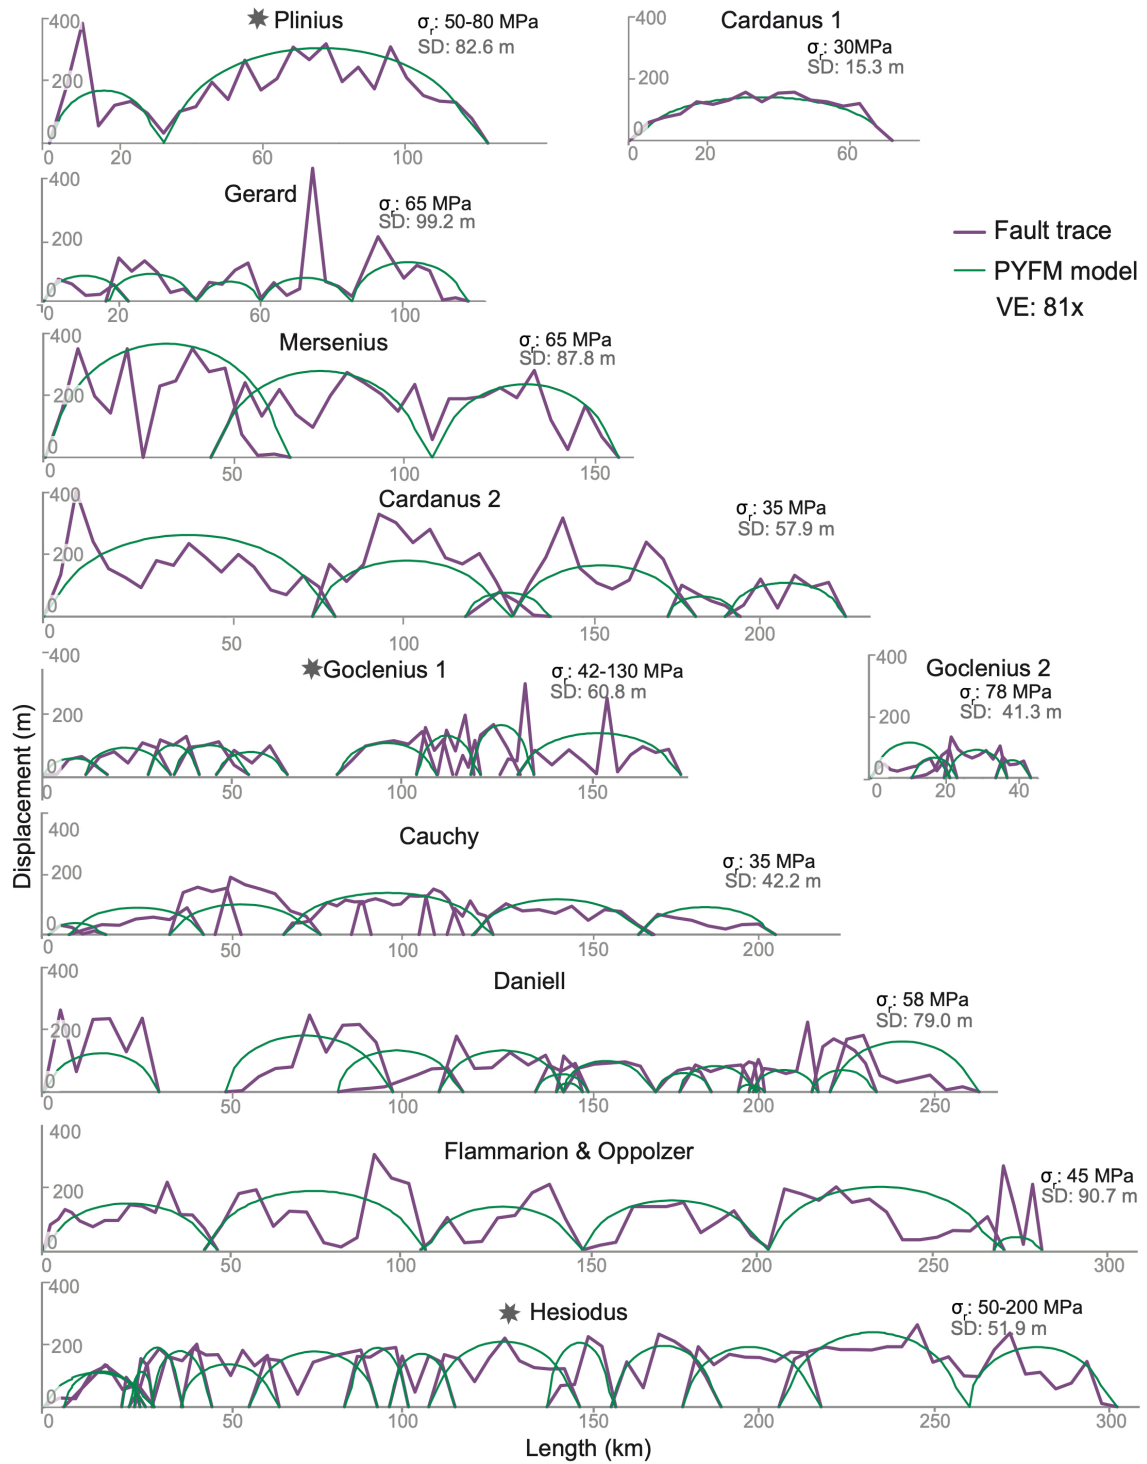 400
Plinius
σr: 50-80 MPa
SD: 82.6 m
200
0
0
20
60
100
400
Cardanus 1
σr: 30MPa
SD: 15.3 m
200
0
0
20
60
400
Gerard
σr: 65 MPa
SD: 99.2 m
200
0
0
20
60
100
Fault trace
PYFM model
VE: 81x
400
Mersenius
σr: 65 MPa
SD: 87.8 m
200
0
0
50
100
150
400
Cardanus 2
σr: 35 MPa
SD: 57.9 m
200
0
0
50
100
150
200
400
Goclenius 1
σr: 42-130 MPa
SD: 60.8 m
200
0
0
50
100
150
400
Goclenius 2
σr: 78 MPa
SD: 41.3 m
200
0
0
20
40
Displacement (m)
400
Cauchy
σr: 35 MPa
SD: 42.2 m
200
0
0
50
100
150
200
400
Daniell
σr: 58 MPa
SD: 79.0 m
200
0
0
50
100
150
200
250
400
Flammarion & Oppolzer
σr: 45 MPa
SD: 90.7 m
200
0
0
50
100
150
200
250
300
400
Hesiodus
σr: 50-200 MPa
SD: 51.9 m
200
0
0
50
100
150
200
250
300
Length (km)